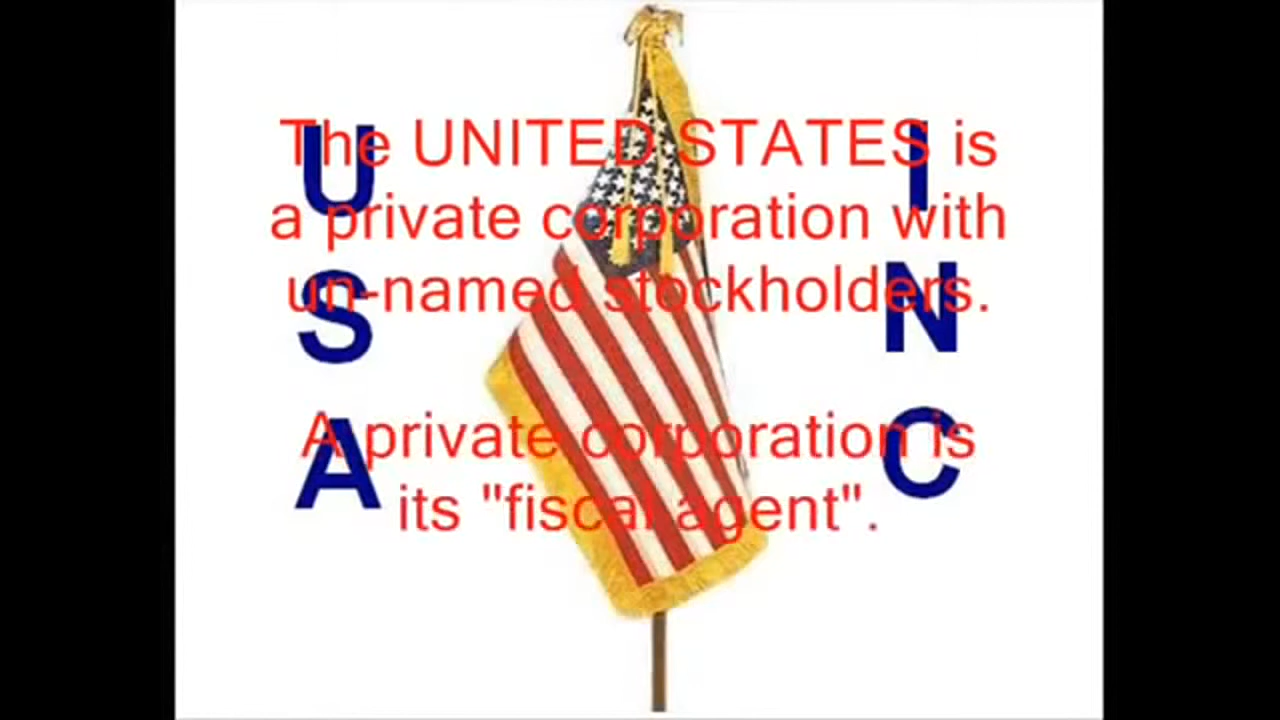 The UNITED STATES is
a private corporation with
un-named stockholders.
A private corporation is
its "fiscal agent".
U
S
A
I
N
C